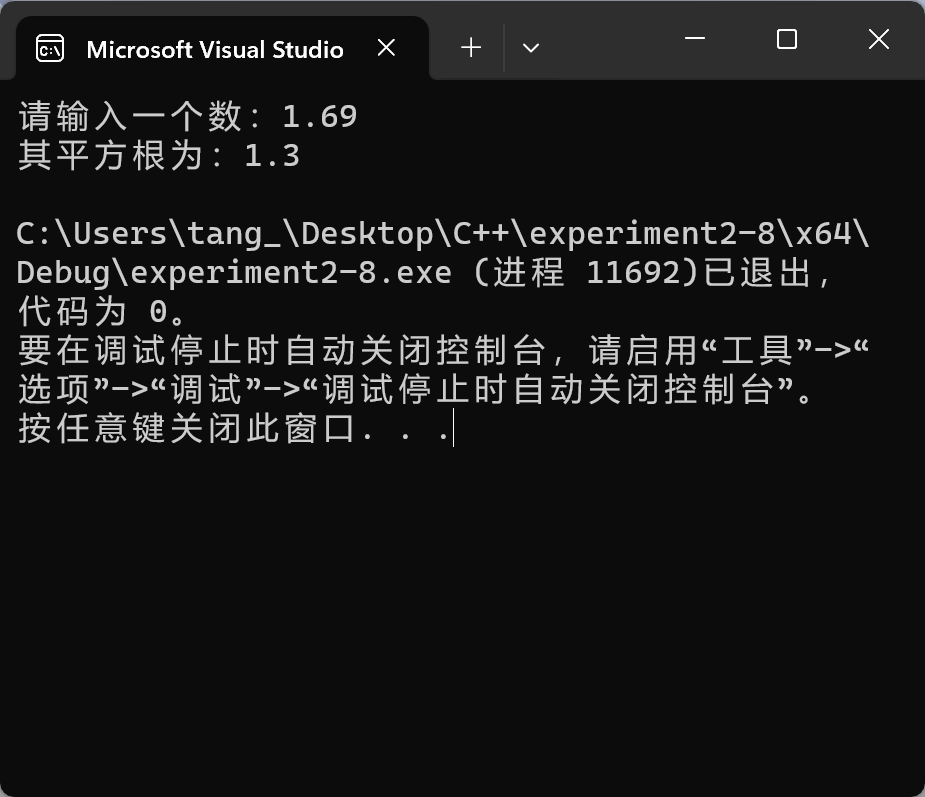 Microsoft Visual Studio
请输入一个数：1.69
其平方根为：1.3
C:\Users\tang_\Desktop\C++\experiment2-8\x64\
Debug\experiment2-8.exe (进程 11692)已退出，
代码为 0。
要在调试停止时自动关闭控制台，请启用“工具”->“
选项”->“调试”->“调试停止时自动关闭控制台”。
按任意键关闭此窗口. . .